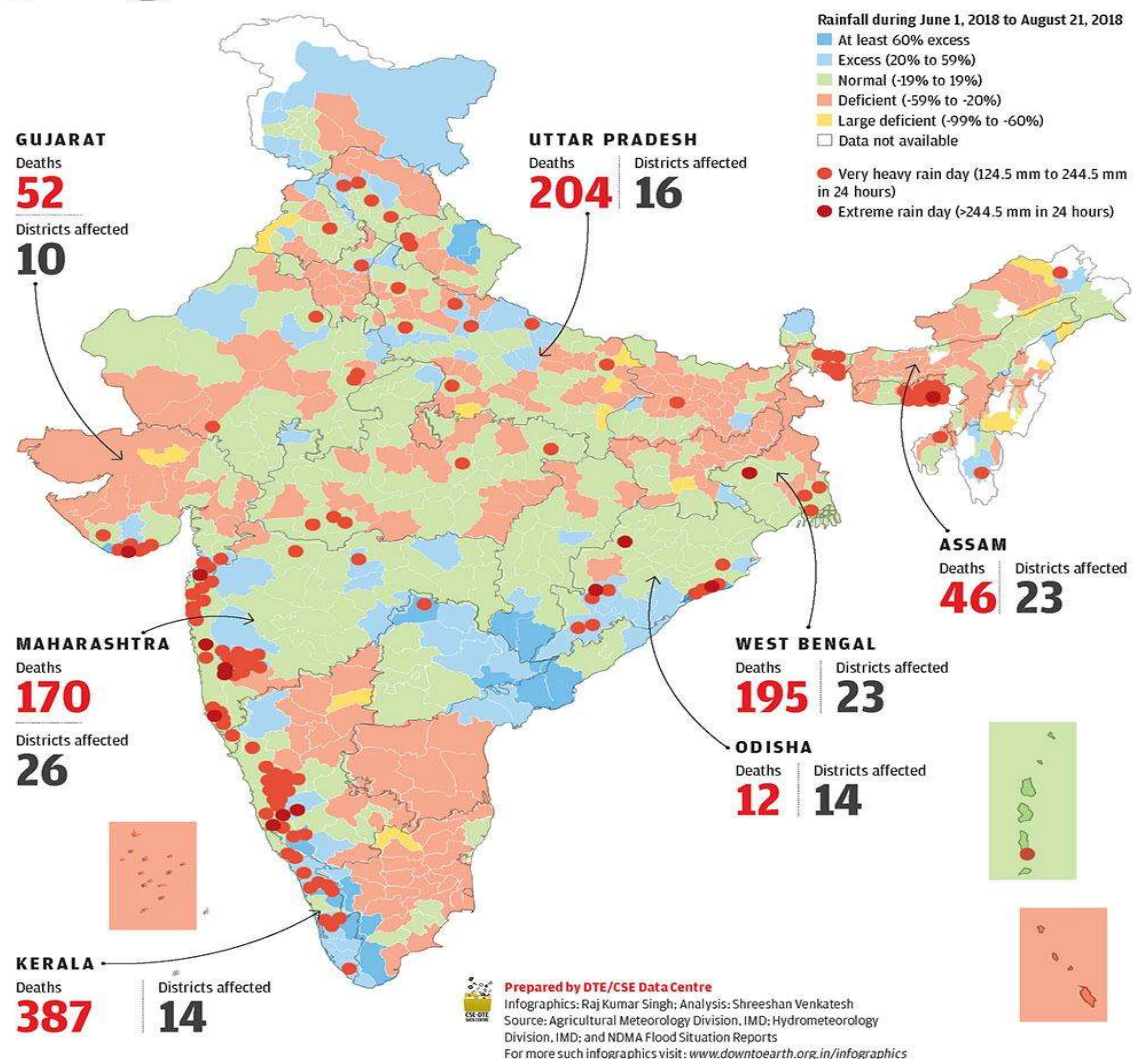 Rainfall during June 1, 2018 to August 21, 2018
At least 60% excess
Excess (20% to 59%)
Normal (-19% to 19%)
Deficient (-59% to -20%)
Large deficient (-99% to -60%)
Data not available
Very heavy rain day (124.5 mm to 244.5 mm
in 24 hours)
Extreme rain day (>244.5 mm in 24 hours)
GUJARAT
Deaths
52
Districts affected
10
UTTAR PRADESH
Deaths
204
Districts affected
16
ASSAM
Deaths
46
Districts affected
23
MAHARASHTRA
Deaths
170
Districts affected
26
WEST BENGAL
Deaths
195
Districts affected
23
ODISHA
Deaths
12
Districts affected
14
KERALA
Deaths
387
Districts affected
14
CSE-DTE
DATA CENTRE
Prepared by DTE/CSE Data Centre
Infographics: Raj Kumar Singh; Analysis: Shreeshan Venkatesh
Source: Agricultural Meteorology Division, IMD; Hydrometeorology
Division, IMD; and NDMA Flood Situation Reports
For more such infographics visit: www.downtoearth.org.in/infographics